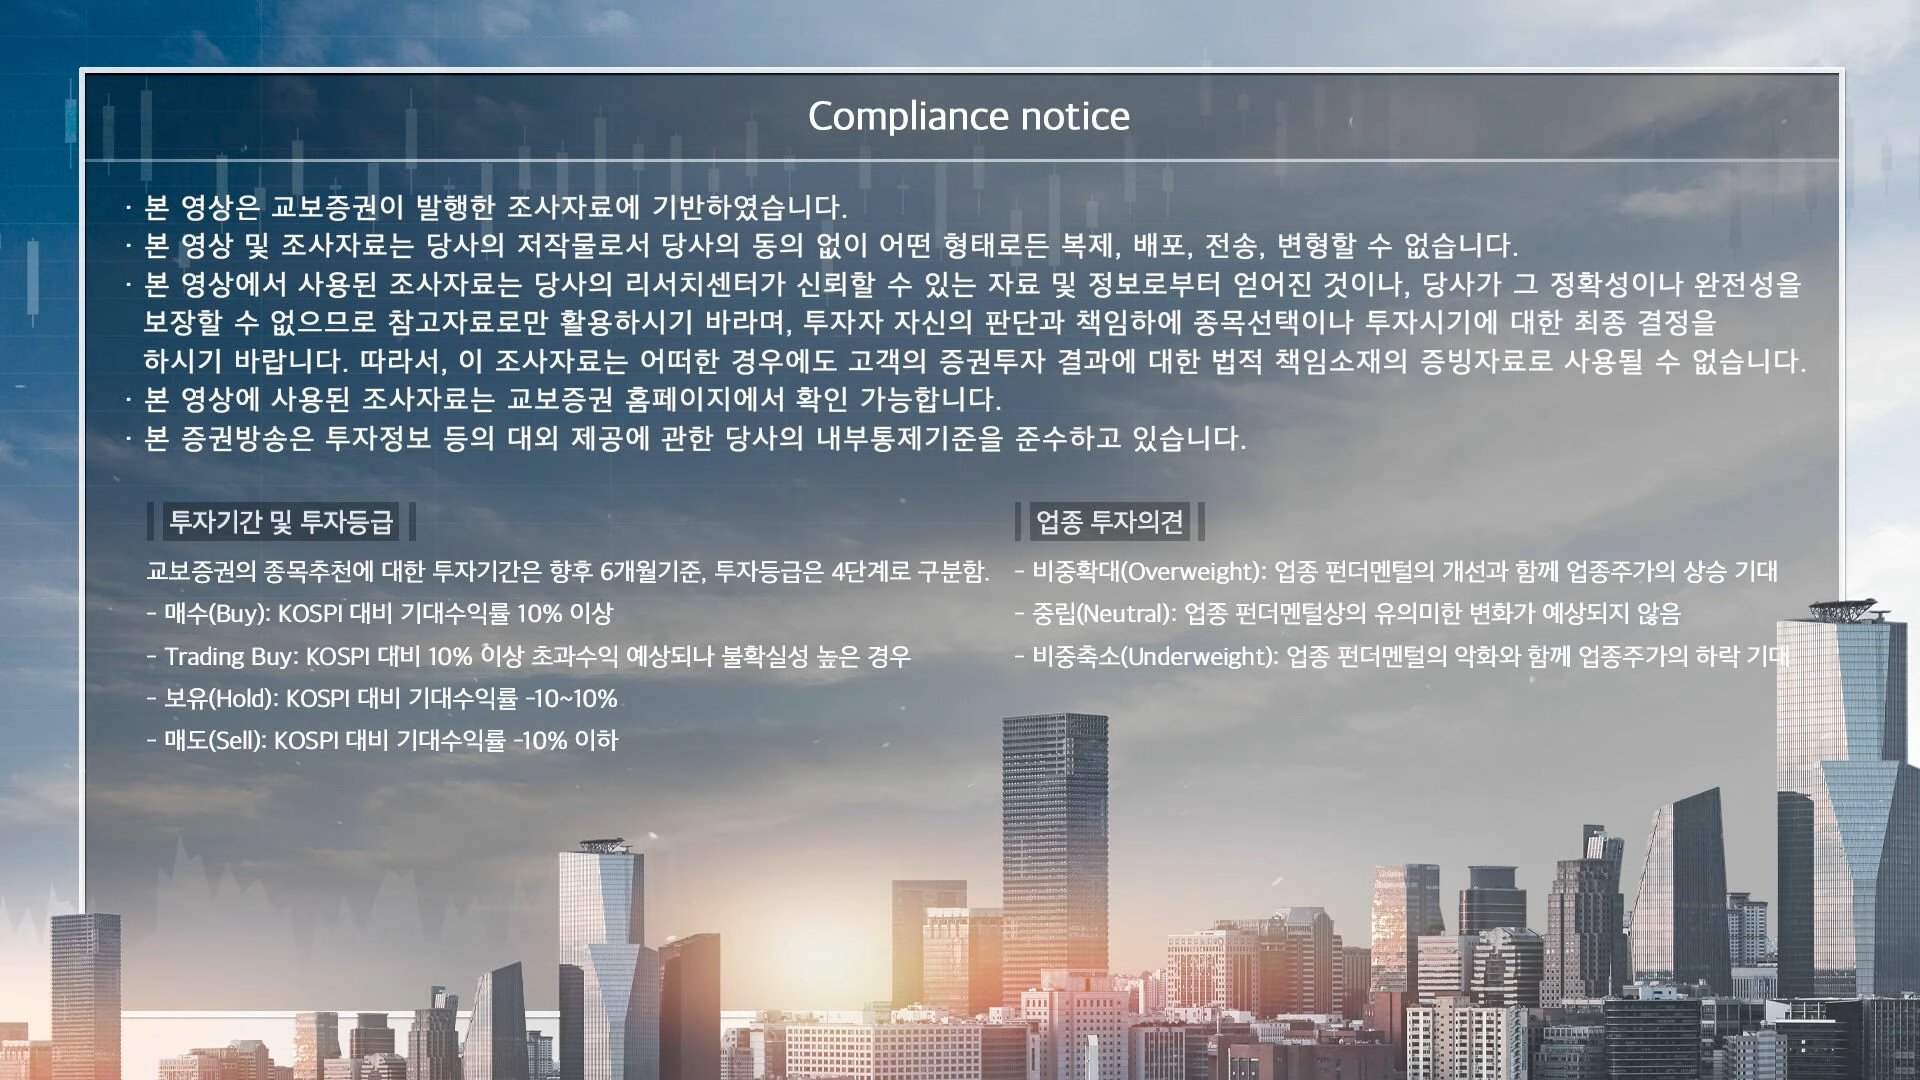 Compliance notice
· 본 영상은 교보증권이 발행한 조사자료에 기반하였습니다.
· 본 영상 및 조사자료는 당사의 저작물로서 당사의 동의 없이 어떤 형태로든 복제, 배포, 전송, 변형할 수 없습니다.
· 본 영상에서 사용된 조사자료는 당사의 리서치센터가 신뢰할 수 있는 자료 및 정보로부터 얻어진 것이나, 당사가 그 정확성이나 완전성을
보장할 수 없으므로 참고자료로만 활용하시기 바라며, 투자자 자신의 판단과 책임하에 종목선택이나 투자시기에 대한 최종 결정을
하시기 바랍니다. 따라서, 이 조사자료는 어떠한 경우에도 고객의 증권투자 결과에 대한 법적 책임소재의 증빙자료로 사용될 수 없습니다.
· 본 영상에 사용된 조사자료는 교보증권 홈페이지에서 확인 가능합니다.
· 본 증권방송은 투자정보 등의 대외 제공에 관한 당사의 내부통제기준을 준수하고 있습니다.
투자기간 및 투자등급
교보증권의 종목추천에 대한 투자기간은 향후 6개월기준, 투자등급은 4단계로 구분함.
- 매수(Buy): KOSPI 대비 기대수익률 10% 이상
- Trading Buy: KOSPI 대비 10% 이상 초과수익 예상되나 불확실성 높은 경우
- 보유(Hold): KOSPI 대비 기대수익률 -10~10%
- 매도(Sell): KOSPI 대비 기대수익률 -10% 이하
업종 투자의견
- 비중확대(Overweight): 업종 펀더멘털의 개선과 함께 업종주가의 상승 기대
- 중립(Neutral): 업종 펀더멘털상의 유의미한 변화가 예상되지 않음
- 비중축소(Underweight): 업종 펀더멘털의 악화와 함께 업종주가의 하락 기대